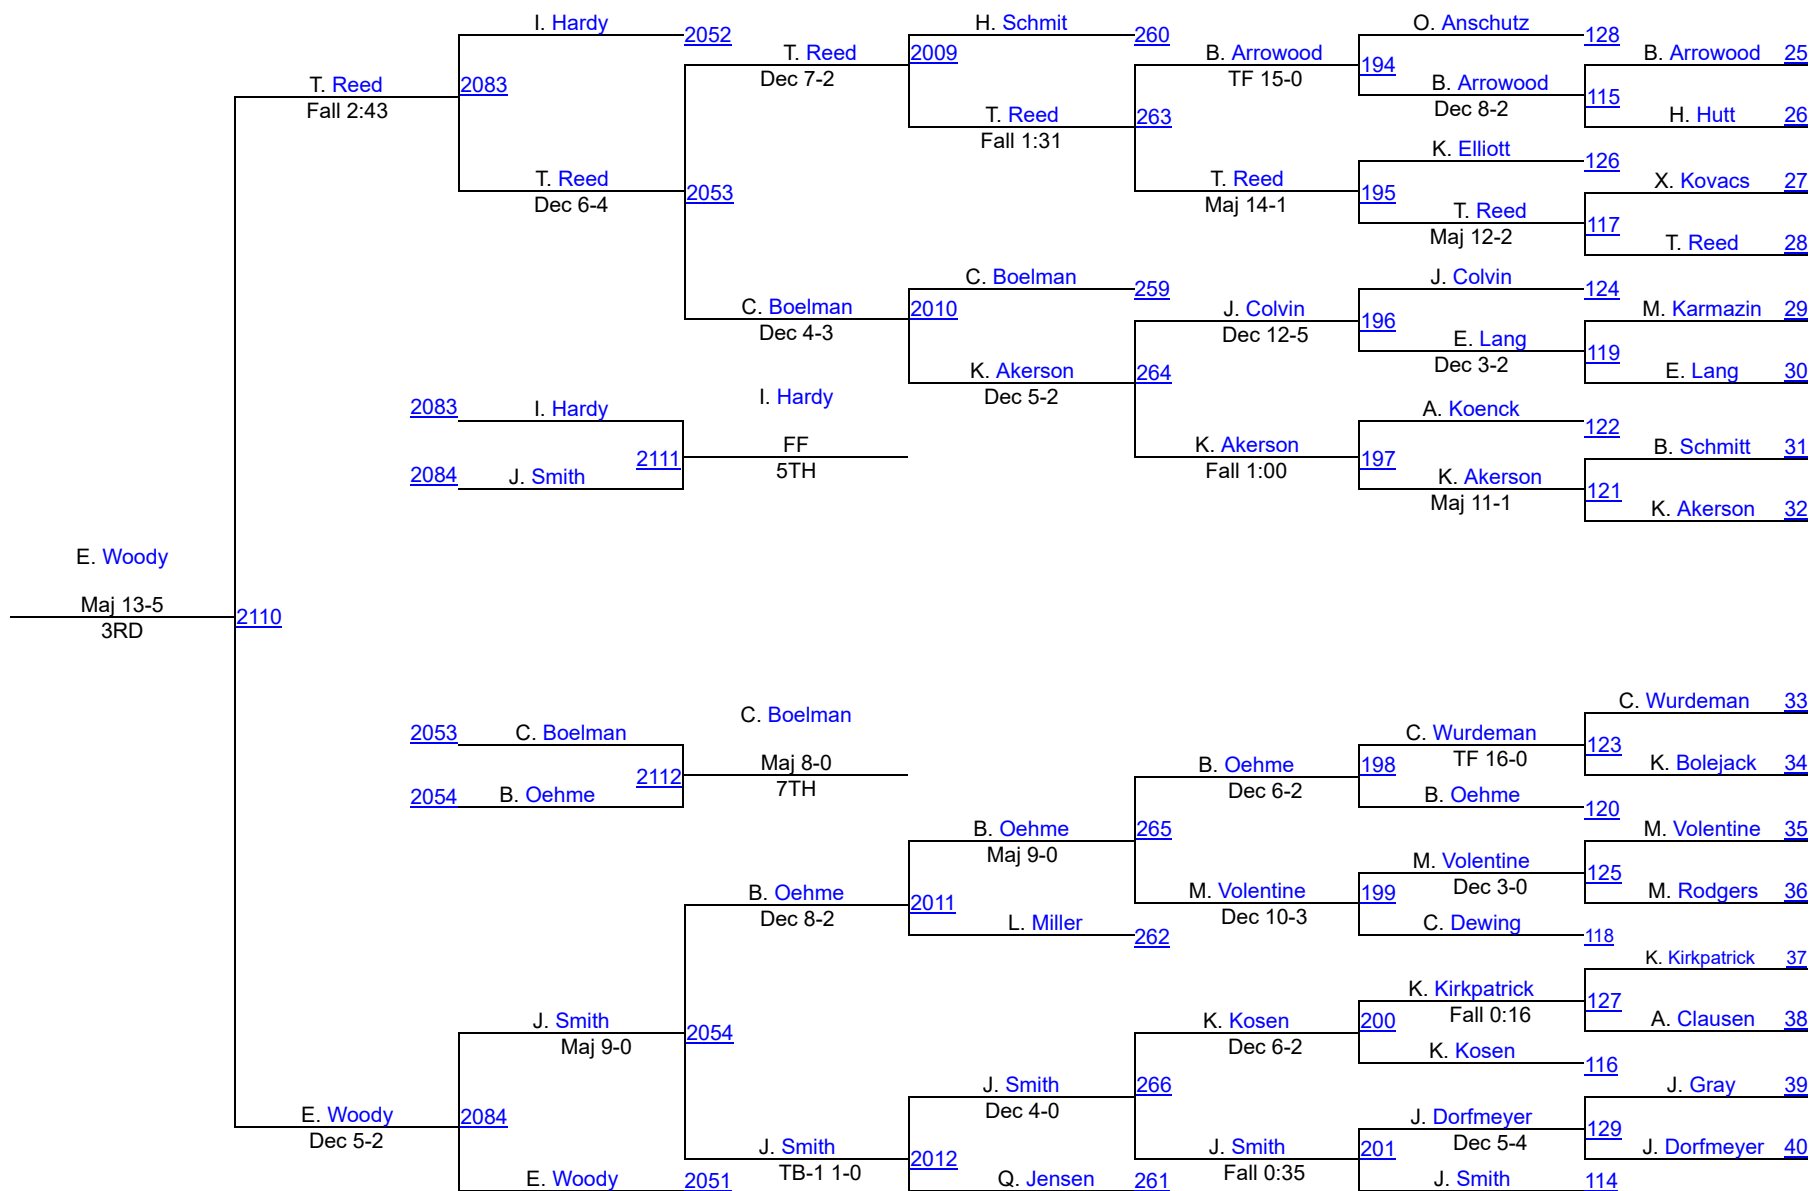 I. Hardy 2052
H. Schmit 260
O. Anschutz 128
T. Reed 2009
B. Arrowood 194
B. Arrowood 25
Dec 7-2
TF 15-0
T. Reed 2083
B. Arrowood 115
Fall 2:43
Dec 8-2
T. Reed 263
H. Hutt 26
Fall 1:31
K. Elliott 126
T. Reed 2053
T. Reed 195
X. Kovacs 27
Dec 6-4
Maj 14-1
T. Reed 117
Maj 12-2
T. Reed 28
C. Boelman 259
J. Colvin 124
C. Boelman 2010
J. Colvin 196
M. Karmazin 29
Dec 4-3
Dec 12-5
E. Lang 119
Dec 3-2
K. Akerson 264
E. Lang 30
Dec 5-2
I. Hardy
2083 I. Hardy
A. Koenck 122
FF
K. Akerson 197
B. Schmitt 31
2111
5TH
Fall 1:00
2084 J. Smith
K. Akerson 121
Maj 11-1
K. Akerson 32
E. Woody
Maj 13-5
2110
3RD
C. Wurdeman 33
C. Boelman
2053 C. Boelman
C. Wurdeman 123
TF 16-0
Maj 8-0
B. Oehme 198
K. Bolejack 34
2112
7TH
Dec 6-2
2054 B. Oehme
B. Oehme 120
B. Oehme 265
M. Volentine 35
Maj 9-0
M. Volentine 125
Dec 3-0
B. Oehme 2011
M. Volentine 199
M. Rodgers 36
Dec 8-2
Dec 10-3
L. Miller 262
C. Dewing 118
K. Kirkpatrick 37
K. Kirkpatrick 127
Fall 0:16
J. Smith 2054
K. Kosen 200
A. Clausen 38
Maj 9-0
Dec 6-2
K. Kosen 116
J. Smith 266
J. Gray 39
Dec 4-0
E. Woody 2084
J. Dorfmeyer 129
Dec 5-2
Dec 5-4
J. Smith 2012
J. Smith 201
J. Dorfmeyer 40
TB-1 1-0
Fall 0:35
E. Woody 2051
Q. Jensen 261
J. Smith 114